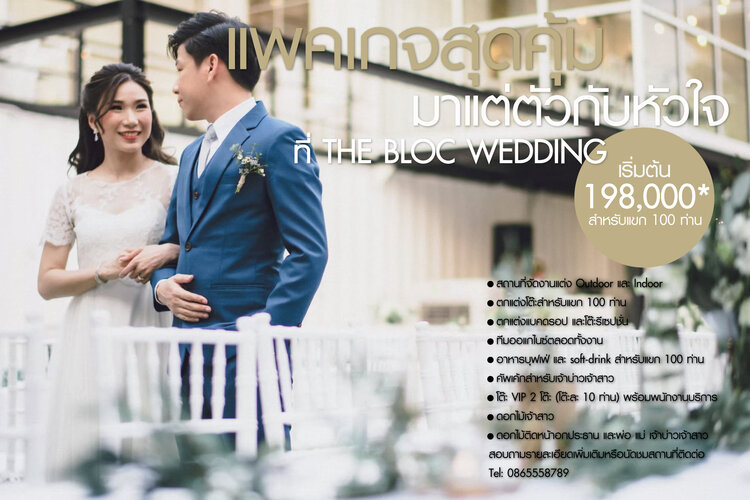 แพคเกจสุดคุ้ม
มาแต่ตัวกับหัวใจ
ที่ THE BLOC WEDDING
เริ่มต้น
198,000*
สำหรับแขก 100 ท่าน
● สถานที่จัดงานแต่ง Outdoor และ Indoor
● ตกแต่งโต๊ะสำหรับแขก 100 ท่าน
● ตกแต่งแบคดรอป และโต๊ะรีเซปชั่น
● ทีมออแกไนซ์ตลอดทั้งงาน
● อาหารบุฟเฟ่ และ soft-drink สำหรับแขก 100 ท่าน
● คัพเค้กสำหรับเจ้าบ่าวเจ้าสาว
● โต๊ะ VIP 2 โต๊ะ (โต๊ะละ 10 ท่าน) พร้อมพนักงานบริการ
● ดอกไม้เจ้าสาว
● ดอกไม้ติดหน้าอกประธาน และพ่อ แม่ เจ้าบ่าวเจ้าสาว
สอบถามรายละเอียดเพิ่มเติมหรือนัดชมสถานที่ติดต่อ
Tel: 0865558789